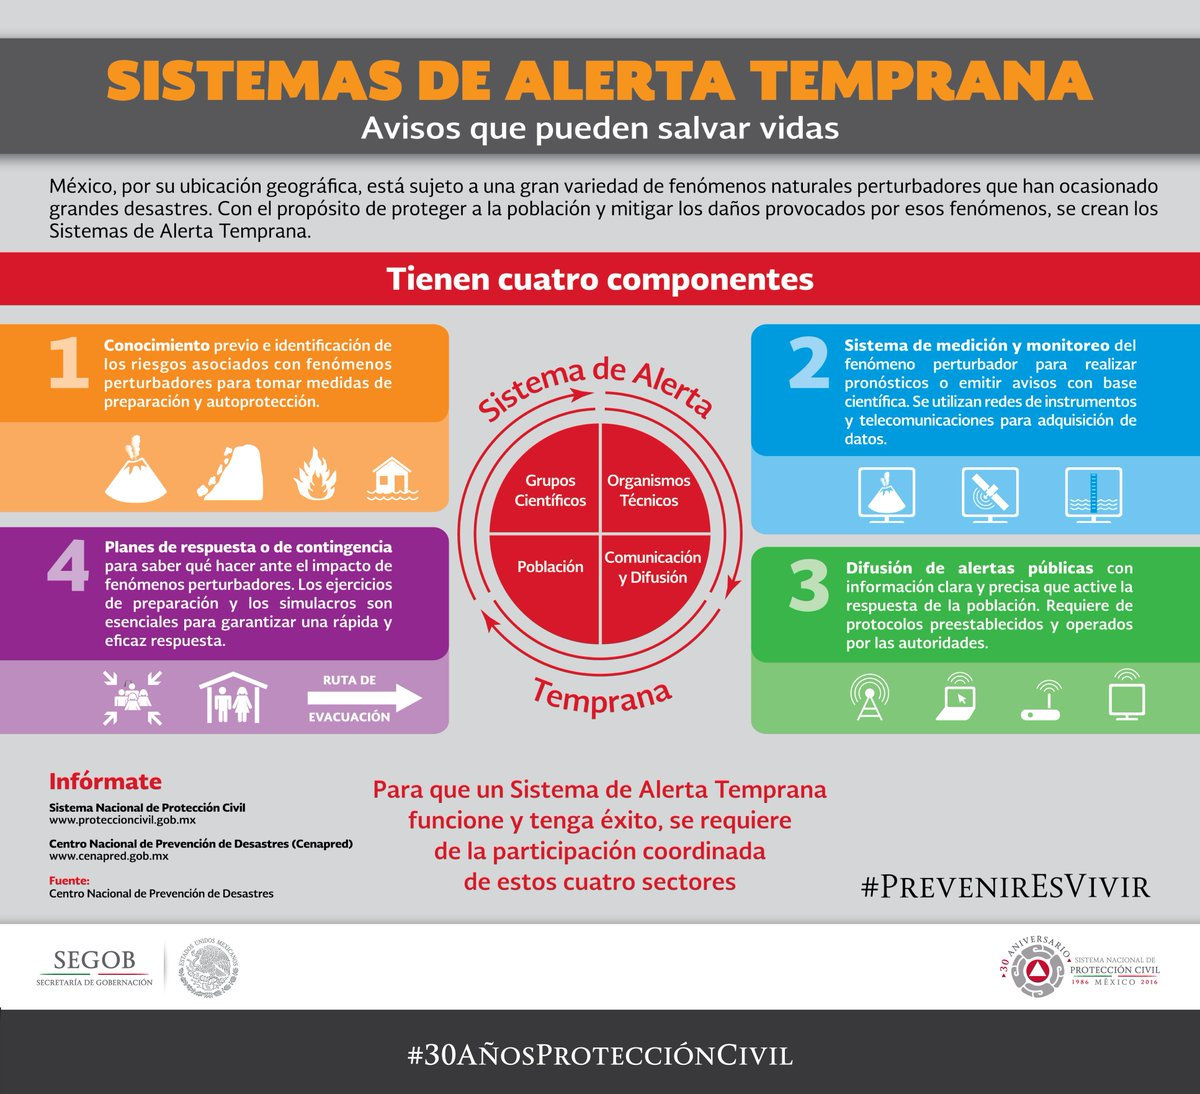 SISTEMAS DE ALERTA TEMPRANA
Avisos que pueden salvar vidas
México, por su ubicación geográfica, está sujeto a una gran variedad de fenómenos naturales perturbadores que han ocasionado
grandes desastres. Con el propósito de proteger a la población y mitigar los daños provocados por esos fenómenos, se crean los
Sistemas de Alerta Temprana.
Tienen cuatro componentes
1
Conocimiento previo e identificación de
los riesgos asociados con fenómenos
perturbadores para tomar medidas de
preparación y autoprotección.
2
Sistema de medición y monitoreo del
fenómeno perturbador para realizar
pronósticos o emitir avisos con base
científica. Se utilizan redes de instrumentos
y telecomunicaciones para adquisición de
datos.
Sistema de Alerta
Grupos
Científicos
Organismos
Técnicos
Población
Comunicación
y Difusión
Temprana
4
Planes de respuesta o de contingencia
para saber qué hacer ante el impacto de
fenómenos perturbadores. Los ejercicios
de preparación y los simulacros son
esenciales para garantizar una rápida y
eficaz respuesta.
RUTA DE
EVACUACIÓN
3
Difusión de alertas públicas con
información clara y precisa que active la
respuesta de la población. Requiere de
protocolos preestablecidos y operados
por las autoridades.
Infórmate
Sistema Nacional de Protección Civil
www.proteccioncivil.gob.mx
Centro Nacional de Prevención de Desastres (Cenapred)
www.cenapred.gob.mx
Fuente:
Centro Nacional de Prevención de Desastres
Para que un Sistema de Alerta Temprana
funcione y tenga éxito, se requiere
de la participación coordinada
de estos cuatro sectores
#PREVENIRESVIVIR
SEGOB
SECRETARÍA DE GOBERNACIÓN
ESTADOS UNIDOS MEXICANOS
30 ANIVERSARIO
SISTEMA NACIONAL DE
PROTECCIÓN CIVIL
1986 MÉXICO 2016
#30AÑOSPROTECCIÓNCIVIL